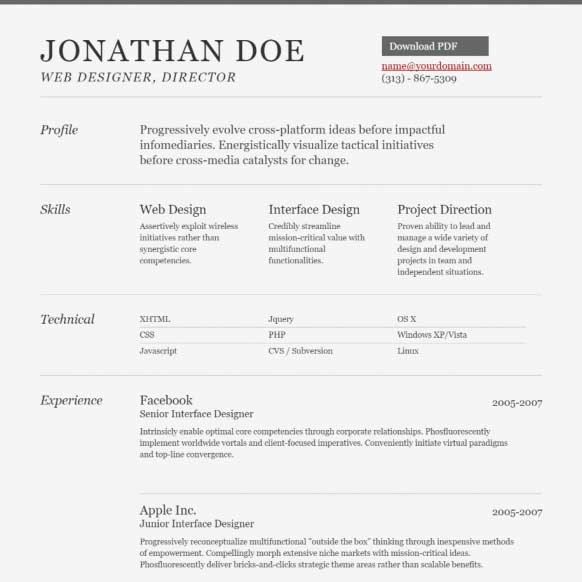 JONATHAN DOE
WEB DESIGNER, DIRECTOR
Download PDF
name@yourdomain.com
(313) - 867-5309
Profile
Progressively evolve cross-platform ideas before impactful
infomediaries. Energistically visualize tactical initiatives
before cross-media catalysts for change.
Skills
Web Design
Assertively exploit wireless
initiatives rather than
synergistic core
competencies.
Interface Design
Credibly streamline
mission-critical value with
multifunctional
functionalities.
Project Direction
Proven ability to lead and
manage a wide variety of
design and development
projects in team and
independent situations.
Technical
XHTML
Jquery
OS X
CSS
PHP
Windows XP/Vista
Javascript
CVS / Subversion
Linux
Experience
Facebook
2005-2007
Senior Interface Designer
Intrinsicly enable optimal core competencies through corporate relationships. Phosfluorescently
implement worldwide vortals and client-focused imperatives. Conveniently initiate virtual paradigms
and top-line convergence.
Apple Inc.
2005-2007
Junior Interface Designer
Progressively reconceptualize multifunctional "outside the box" thinking through inexpensive methods
of empowerment. Compellingly morph extensive niche markets with mission-critical ideas.
Phosfluorescently deliver bricks-and-clicks strategic theme areas rather than scalable benefits.